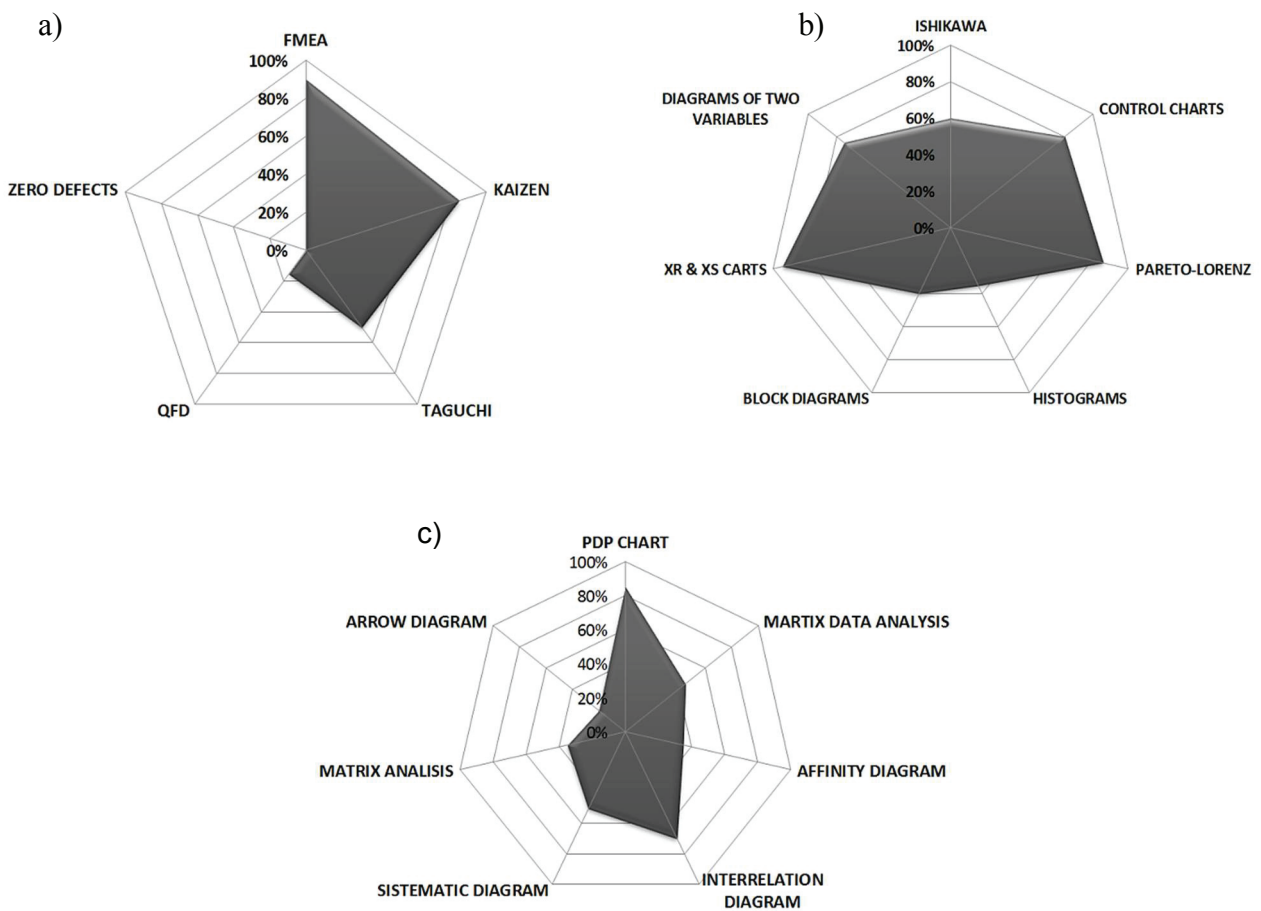 a)
FMEA
100%
80%
60%
40%
20%
0%
ZERO DEFECTS
KAIZEN
QFD
TAGUCHI
b)
ISHIKAWA
100%
80%
60%
40%
20%
0%
DIAGRAMS OF TWO
VARIABLES
CONTROL CHARTS
XR & XS CARTS
PARETO-LORENZ
BLOCK DIAGRAMS
HISTOGRAMS
c)
PDP CHART
100%
80%
60%
40%
20%
0%
ARROW DIAGRAM
MARTIX DATA ANALYSIS
MATRIX ANALISIS
AFFINITY DIAGRAM
SISTEMATIC DIAGRAM
INTERRELATION
DIAGRAM